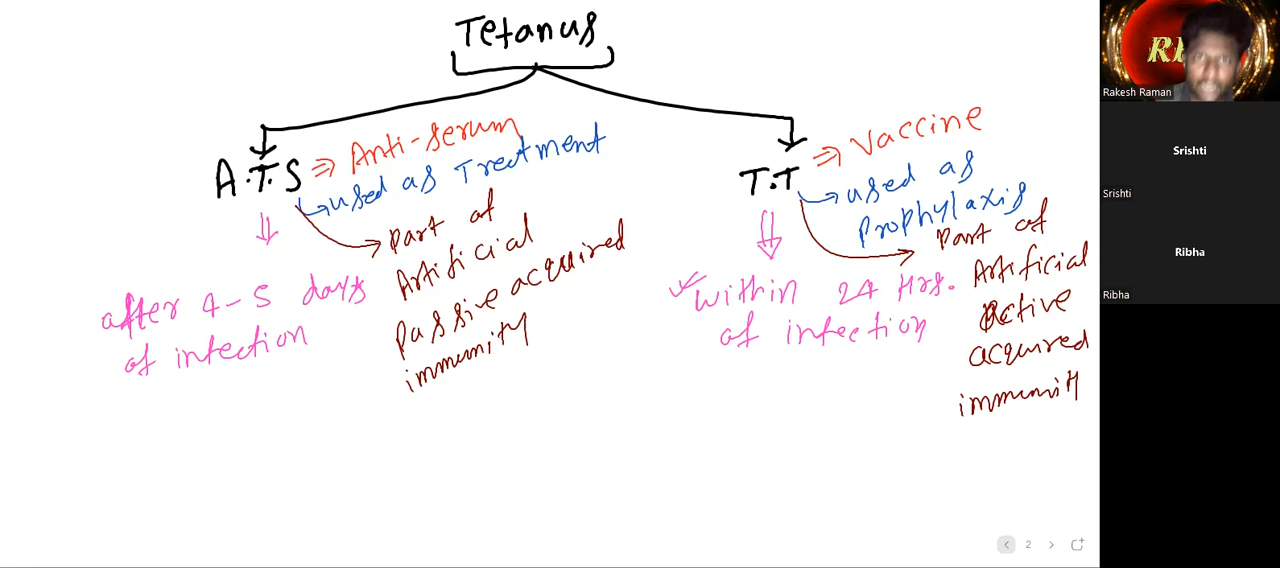 Tetanus
A.T.S ⇒ Anti-serum
used as Treatment
Part of
Artificial
Passive acquired
immunity
after 4-5 days
of infection
T.T ⇒ Vaccine
used as
Prophylaxis
Part of
Artificial
Active
acquired
immunity
within 24 Hrs.
of infection
Rakesh Raman
Srishti
Srishti
Ribha
Ribha
2